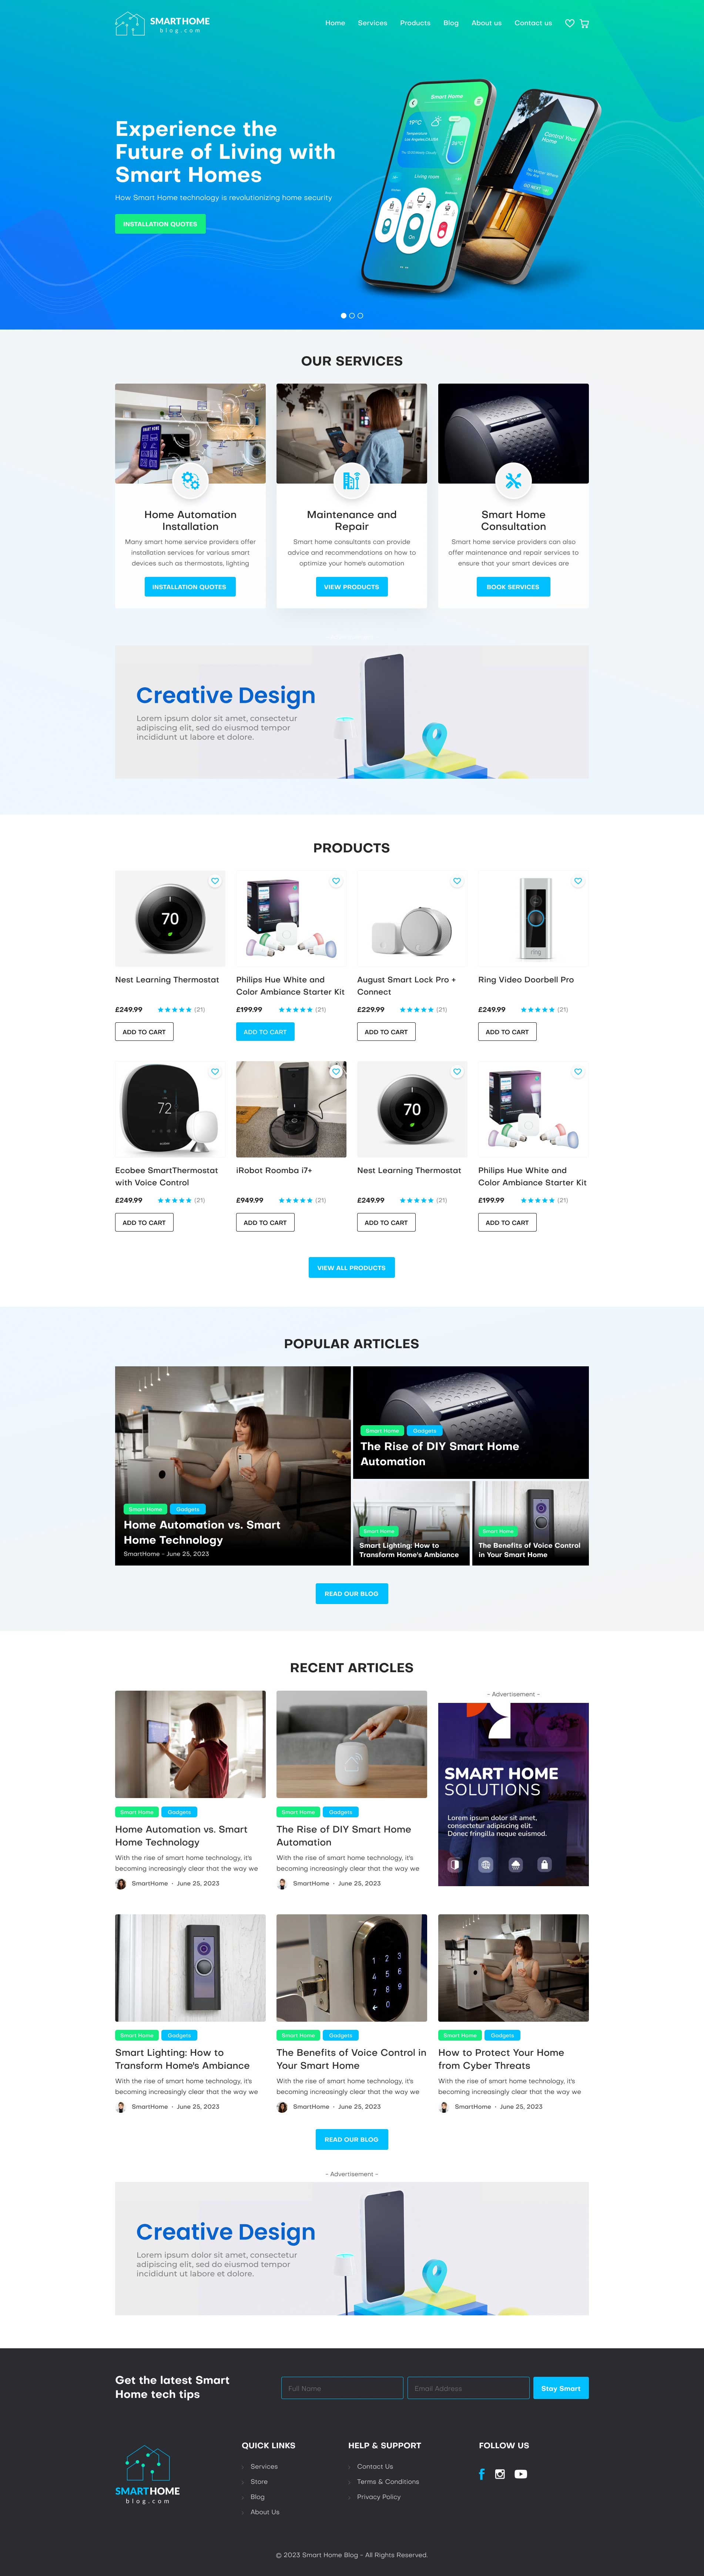 SMARTHOME
blog.com
Home Services Products Blog About us Contact us
Experience the
Future of Living with
Smart Homes
How Smart Home technology is revolutionizing home security
INSTALLATION QUOTES
Smart Home
19°C
Temperature
Living room
On
Control Your
Home
OUR SERVICES
Home Automation
Installation
Many smart home service providers offer
installation services for various smart
devices such as thermostats, lighting
INSTALLATION QUOTES
Maintenance and
Repair
Smart home consultants can provide
advice and recommendations on how to
optimize your home's automation
VIEW PRODUCTS
Smart Home
Consultation
Smart home service providers can also
offer maintenance and repair services to
ensure that your smart devices are
BOOK SERVICES
Creative Design
Lorem ipsum dolor sit amet, consectetur
adipiscing elit, sed do eiusmod tempor
incididunt ut labore et dolore.
PRODUCTS
70
ring
Nest Learning Thermostat
£249.99 (21)
ADD TO CART
Philips Hue White and
Color Ambiance Starter Kit
£199.99 (21)
ADD TO CART
August Smart Lock Pro +
Connect
£229.99 (21)
ADD TO CART
Ring Video Doorbell Pro
£249.99 (21)
ADD TO CART
72
70
Ecobee SmartThermostat
with Voice Control
£249.99 (21)
ADD TO CART
iRobot Roomba i7+
£949.99 (21)
ADD TO CART
Nest Learning Thermostat
£249.99 (21)
ADD TO CART
Philips Hue White and
Color Ambiance Starter Kit
£199.99 (21)
ADD TO CART
VIEW ALL PRODUCTS
POPULAR ARTICLES
Smart Home Gadgets
Home Automation vs. Smart
Home Technology
SmartHome - June 25, 2023
Smart Home Gadgets
The Rise of DIY Smart Home
Automation
Smart Home
Smart Lighting: How to
Transform Home's Ambiance
Smart Home
The Benefits of Voice Control
in Your Smart Home
READ OUR BLOG
RECENT ARTICLES
Smart Home Gadgets
Home Automation vs. Smart
Home Technology
With the rise of smart home technology, it's
becoming increasingly clear that the way we
SmartHome • June 25, 2023
Smart Home Gadgets
The Rise of DIY Smart Home
Automation
With the rise of smart home technology, it's
becoming increasingly clear that the way we
SmartHome • June 25, 2023
- Advertisement -
SMART HOME
SOLUTIONS
Lorem ipsum dolor sit amet,
consectetur adipiscing elit.
Donec fringilla neque euismod.
Smart Home Gadgets
Smart Lighting: How to
Transform Home's Ambiance
With the rise of smart home technology, it's
becoming increasingly clear that the way we
SmartHome • June 25, 2023
1 2 3
4 5 6
7 8 9
0
Smart Home Gadgets
The Benefits of Voice Control in
Your Smart Home
With the rise of smart home technology, it's
becoming increasingly clear that the way we
SmartHome • June 25, 2023
Smart Home Gadgets
How to Protect Your Home
from Cyber Threats
With the rise of smart home technology, it's
becoming increasingly clear that the way we
SmartHome • June 25, 2023
READ OUR BLOG
- Advertisement -
Creative Design
Lorem ipsum dolor sit amet, consectetur
adipiscing elit, sed do eiusmod tempor
incididunt ut labore et dolore.
Get the latest Smart
Home tech tips
Full Name
Email Address
Stay Smart
SMARTHOME
blog.com
QUICK LINKS
Services
Store
Blog
About Us
HELP & SUPPORT
Contact Us
Terms & Conditions
Privacy Policy
FOLLOW US
© 2023 Smart Home Blog - All Rights Reserved.